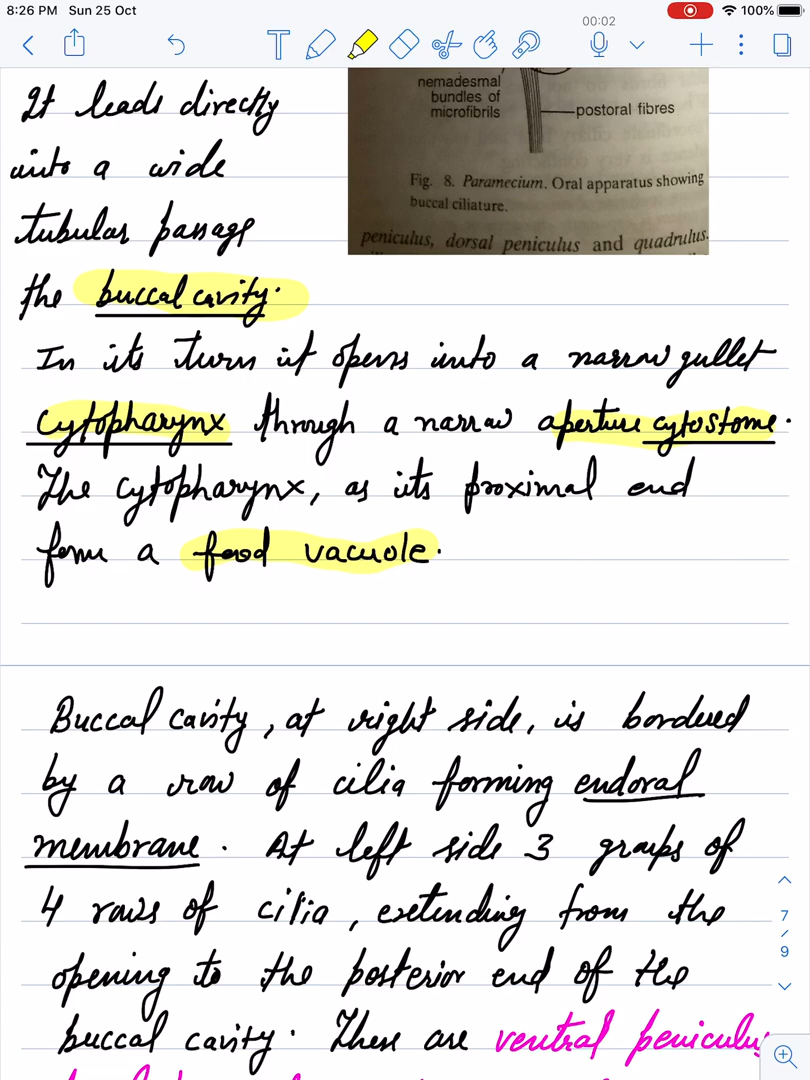 8:26 PM Sun 25 Oct
100%
00:02
T
It leads directly
into a wide
tubular passage
the buccal cavity.
nemadesmal
bundles of
microfibrils
postoral fibres
Fig. 8. Paramecium. Oral apparatus showing
buccal ciliature.
peniculus, dorsal peniculus and quadrulus.
In its turn it opens into a narrow gullet
cytopharynx through a narrow aperture cytostome.
The cytopharynx, as its proximal end
form a food vacuole.
Buccal cavity, at right side, is bordered
by a row of cilia forming endoral
membrane. At left side 3 groups of
4 rows of cilia, extending from the
opening to the posterior end of the
buccal cavity. These are ventral peniculus
7
/
9